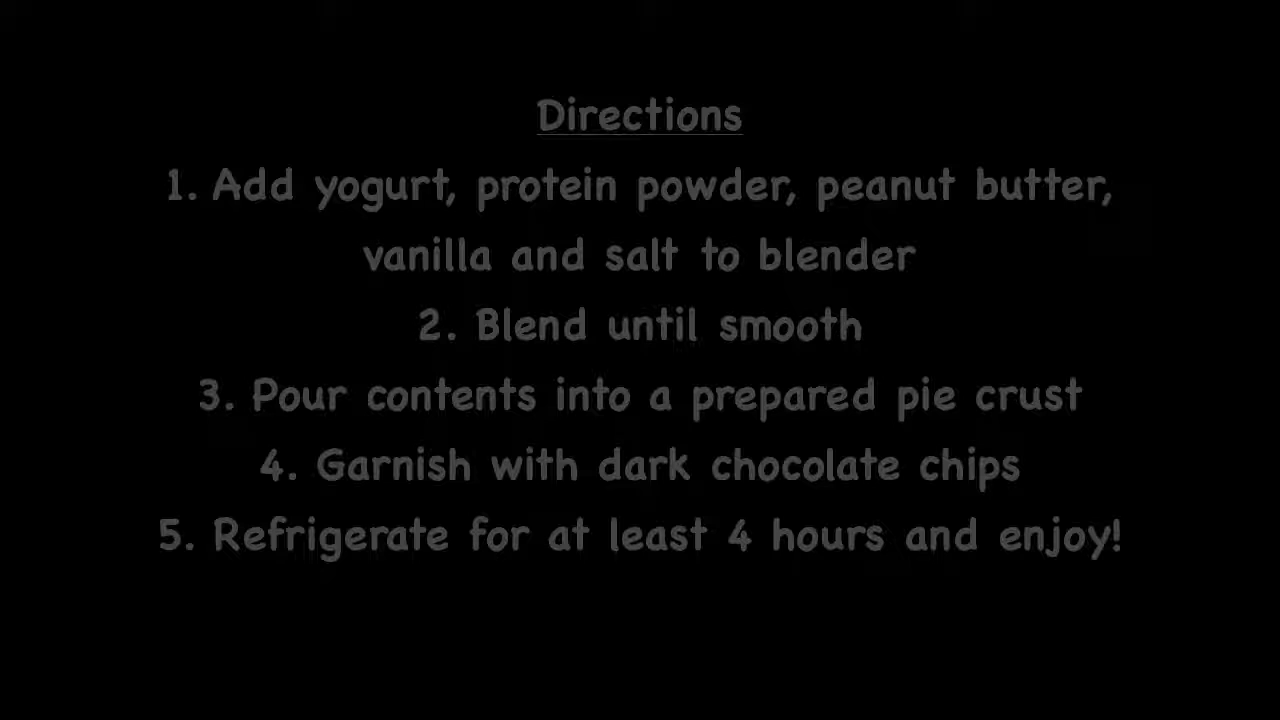 Directions
1. Add yogurt, protein powder, peanut butter,
vanilla and salt to blender
2. Blend until smooth
3. Pour contents into a prepared pie crust
4. Garnish with dark chocolate chips
5. Refrigerate for at least 4 hours and enjoy!